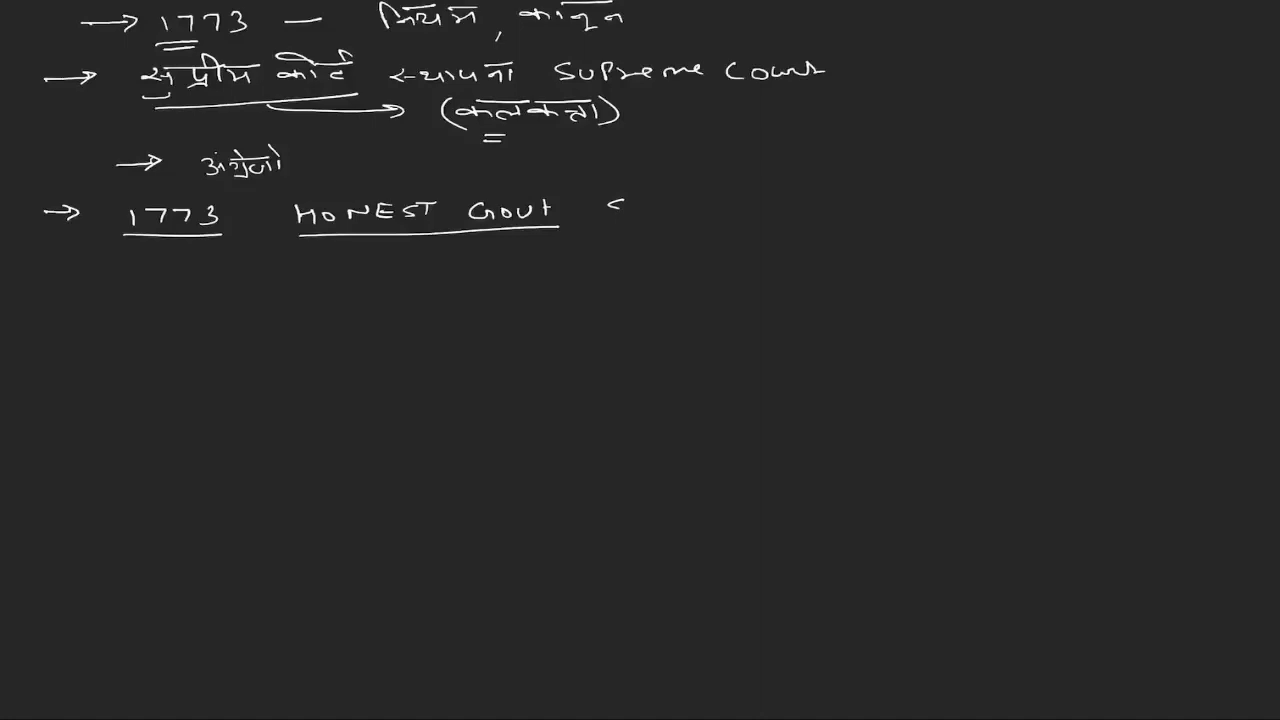 → 1773 — नियम, कानून
→ सुप्रीम कोर्ट स्थापना Supreme Court
→ (कलकत्ता)
→ अंग्रेजो
→ 1773 HONEST Govt